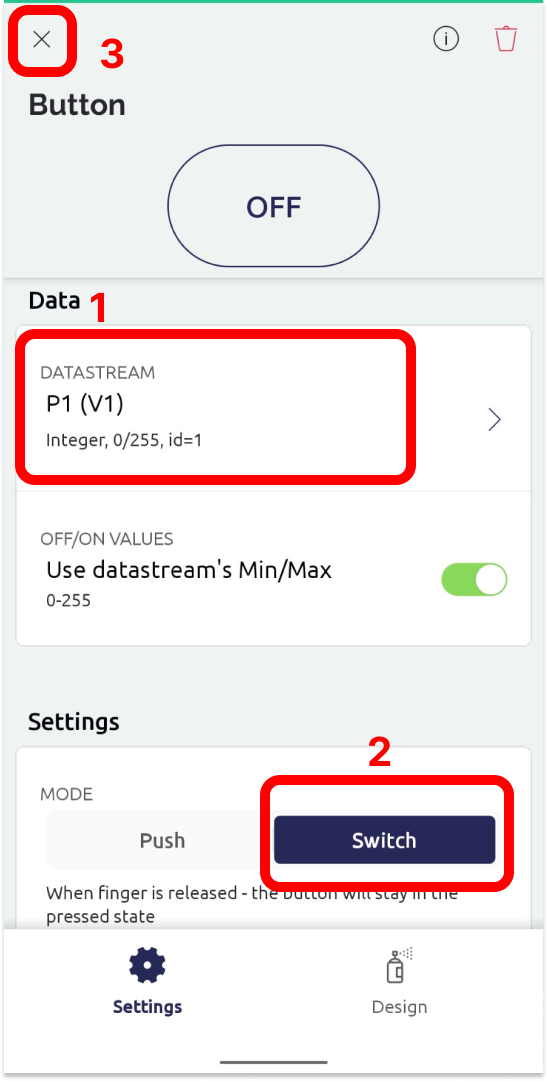 3
Button
OFF
Data 1
DATASTREAM
P1 (V1)
Integer, 0/255, id=1
OFF/ON VALUES
Use datastream's Min/Max
0-255
Settings
2
MODE
Push Switch
When finger is released - the button will stay in the
pressed state
Settings Design